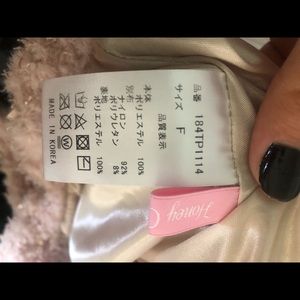 品番 184TP1114
サイズ F
品質表示
本体
ポリエステル 100%
別布
ナイロン 92%
ポリウレタン 8%
裏地
ポリエステル 100%
MADE IN KOREA
Honey